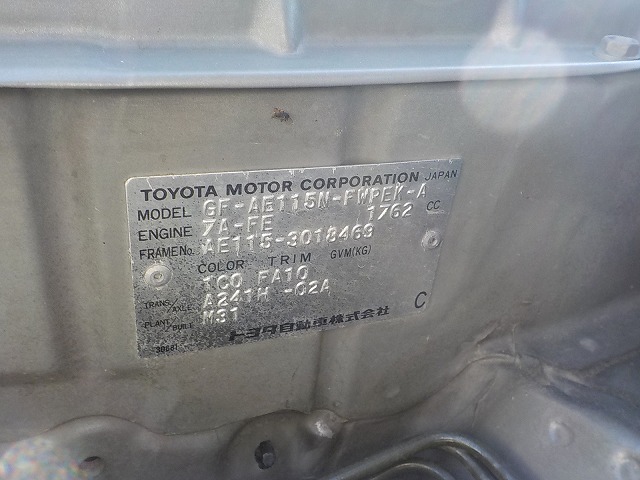 TOYOTA MOTOR CORPORATION JAPAN
MODEL GF-AE115N-FWPEK-A
ENGINE 7A-FE 1762 CC
FRAME No. AE115-3018469
COLOR TRIM GVM(KG)
1C0 FA10
TRANS./AXLE A241H -02A
PLANT/BUILT M31 C
トヨタ自動車株式会社